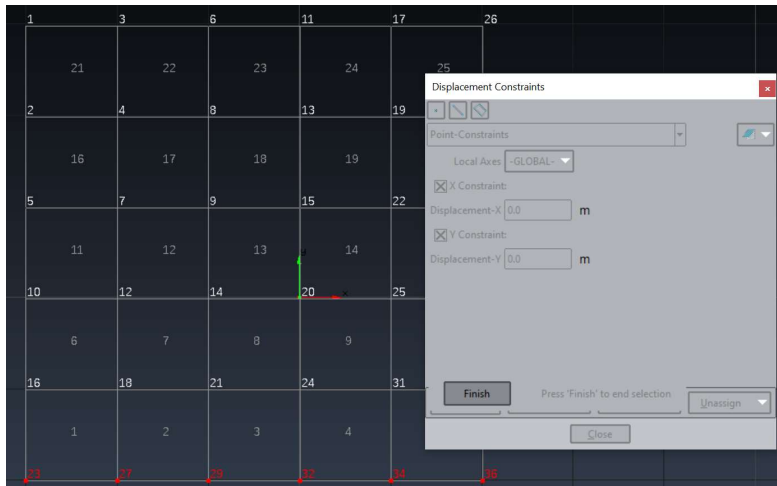 1 3 6 11 17 26
21 22 23 24 25
Displacement Constraints
2 4 8 13 19
Point-Constraints
16 17 18 19
Local Axes -GLOBAL-
X Constraint:
5 7 9 15 22
Displacement-X 0.0 m
Y Constraint:
11 12 13 14
Displacement-Y 0.0 m
y
10 12 14 20 x 25
6 7 8 9
16 18 21 24 31
Finish Press 'Finish' to end selection Unassign
1 2 3 4
Close
23 27 29 32 34 36